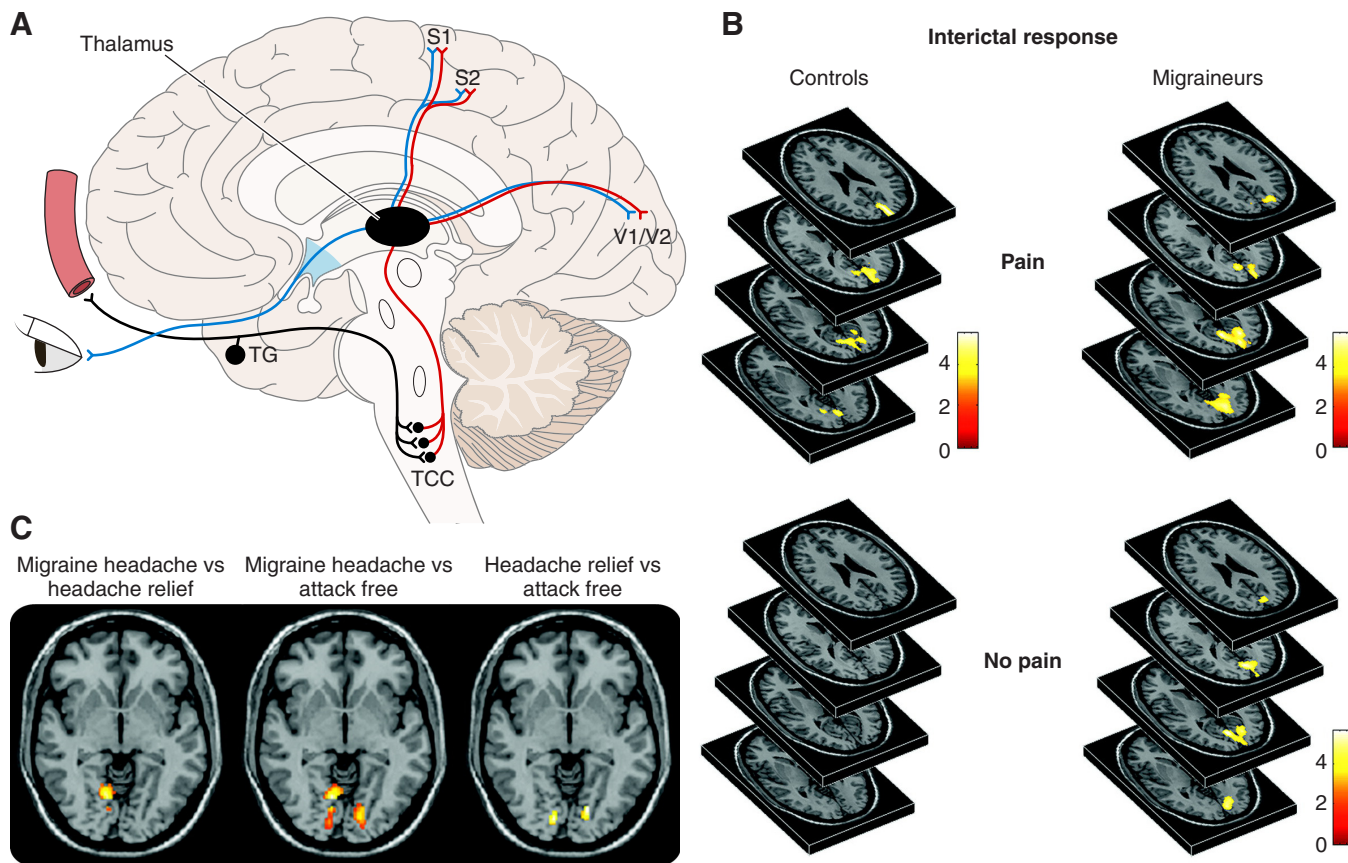 A
Thalamus
S1
S2
V1/V2
TG
TCC
B
Interictal response
Controls
Migraineurs
Pain
4
2
0
4
2
0
No pain
4
2
0
C
Migraine headache vs
headache relief
Migraine headache vs
attack free
Headache relief vs
attack free